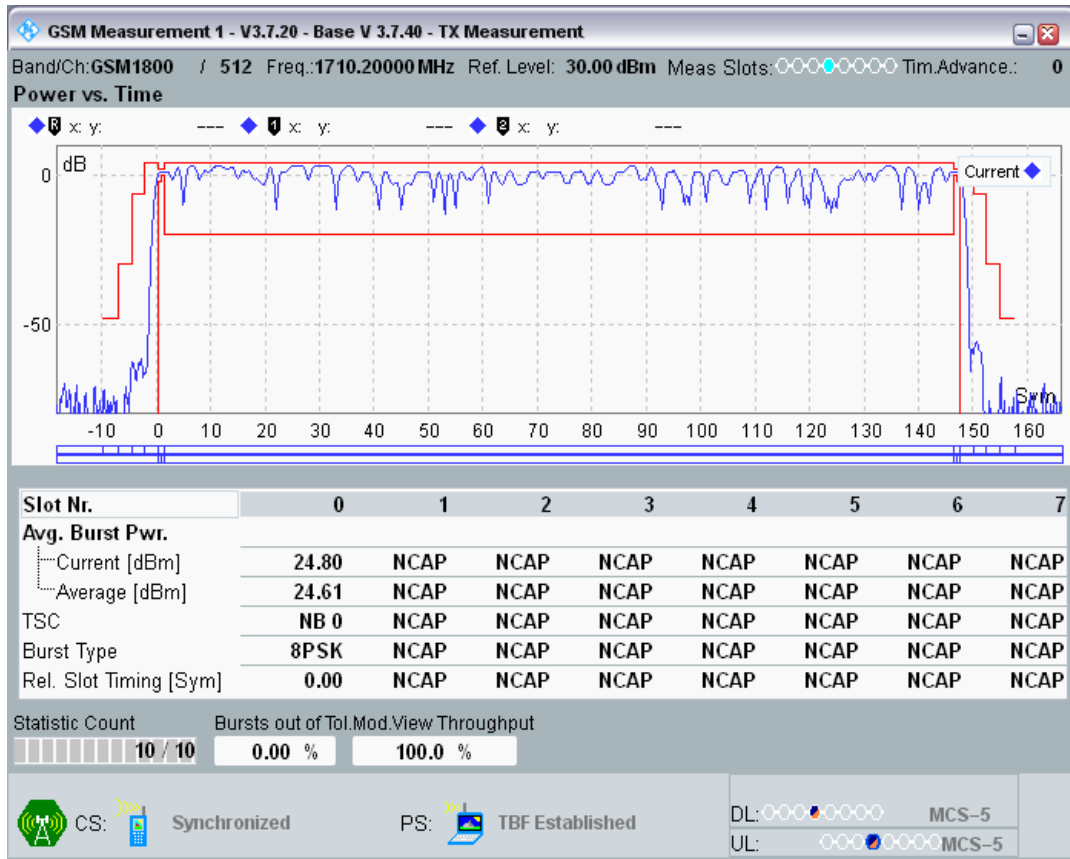 GSM Measurement 1 - V3.7.20 - Base V 3.7.40 - TX Measurement
Band/Ch:GSM1800 / 512 Freq.:1710.20000 MHz Ref. Level: 30.00 dBm Meas Slots: Tim.Advance.: 0
Power vs. Time
R x: y: --- 1 x: y: --- 2 x: y: ---
dB
Current
0
-50
Sym
-10 0 10 20 30 40 50 60 70 80 90 100 110 120 130 140 150 160
Slot Nr. 0 1 2 3 4 5 6 7
Avg. Burst Pwr.
Current [dBm] 24.80 NCAP NCAP NCAP NCAP NCAP NCAP NCAP
Average [dBm] 24.61 NCAP NCAP NCAP NCAP NCAP NCAP NCAP
TSC NB 0 NCAP NCAP NCAP NCAP NCAP NCAP NCAP
Burst Type 8PSK NCAP NCAP NCAP NCAP NCAP NCAP NCAP
Rel. Slot Timing [Sym] 0.00 NCAP NCAP NCAP NCAP NCAP NCAP NCAP
Statistic Count Bursts out of Tol.Mod.View Throughput
10 / 10 0.00 % 100.0 %
CS: Synchronized PS: TBF Established DL: MCS-5
UL: MCS-5